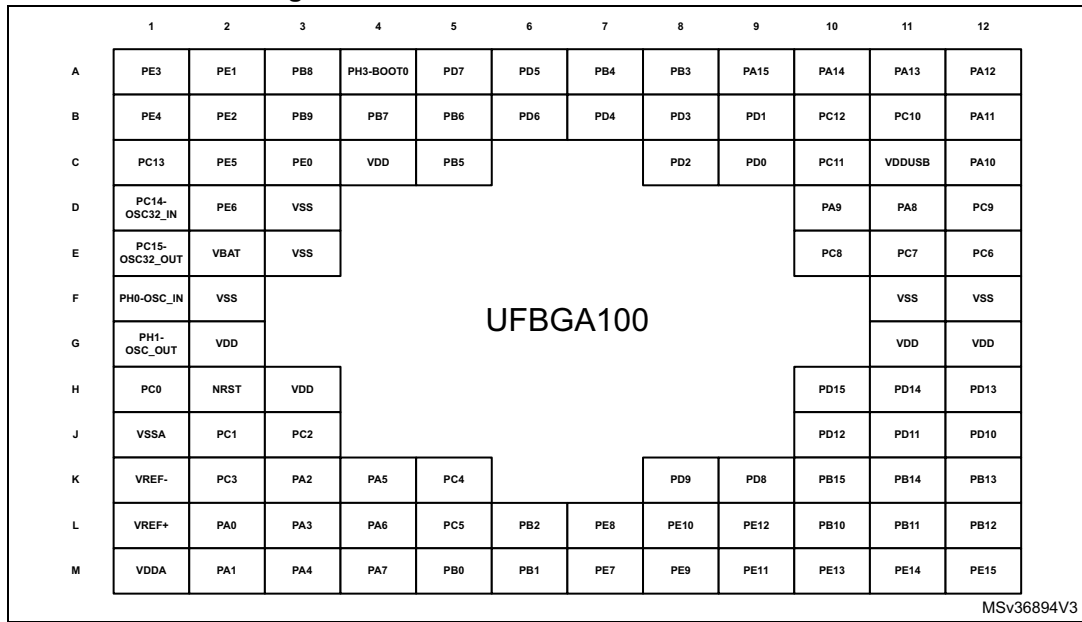 1 2 3 4 5 6 7 8 9 10 11 12
A PE3 PE1 PB8 PH3-BOOT0 PD7 PD5 PB4 PB3 PA15 PA14 PA13 PA12
B PE4 PE2 PB9 PB7 PB6 PD6 PD4 PD3 PD1 PC12 PC10 PA11
C PC13 PE5 PE0 VDD PB5 PD2 PD0 PC11 VDDUSB PA10
D PC14-OSC32_IN PE6 VSS PA9 PA8 PC9
E PC15-OSC32_OUT VBAT VSS PC8 PC7 PC6
F PH0-OSC_IN VSS VSS VSS
UFBGA100
G PH1-OSC_OUT VDD VDD VDD
H PC0 NRST VDD PD15 PD14 PD13
J VSSA PC1 PC2 PD12 PD11 PD10
K VREF- PC3 PA2 PA5 PC4 PD9 PD8 PB15 PB14 PB13
L VREF+ PA0 PA3 PA6 PC5 PB2 PE8 PE10 PE12 PB10 PB11 PB12
M VDDA PA1 PA4 PA7 PB0 PB1 PE7 PE9 PE11 PE13 PE14 PE15
MSv36894V3